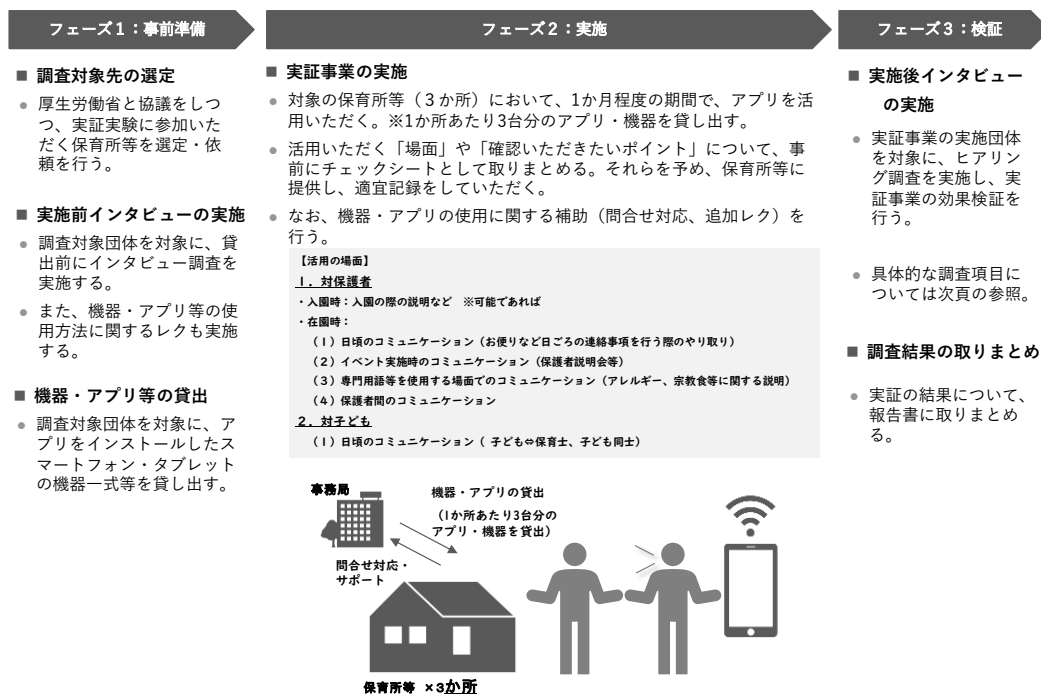 フェーズ1：事前準備
■ 調査対象先の選定
● 厚生労働省と協議をしつ
つ、実証実験に参加いた
だく保育所等を選定・依
頼を行う。
■ 実施前インタビューの実施
● 調査対象団体を対象に、貸
出前にインタビュー調査を
実施する。
● また、機器・アプリ等の使
用方法に関するレクも実施
する。
■ 機器・アプリ等の貸出
● 調査対象団体を対象に、ア
プリをインストールしたス
マートフォン・タブレット
の機器一式等を貸し出す。
フェーズ2：実施
■ 実証事業の実施
● 対象の保育所等（３か所）において、1か月程度の期間で、アプリを活
用いただく。※1か所あたり3台分のアプリ・機器を貸し出す。
● 活用いただく「場面」や「確認いただきたいポイント」について、事
前にチェックシートとして取りまとめる。それらを予め、保育所等に
提供し、適宜記録をしていただく。
● なお、機器・アプリの使用に関する補助（問合せ対応、追加レク）を
行う。
【活用の場面】
１．対保護者
・入園時：入園の際の説明など　※可能であれば
・在園時：
（１）日頃のコミュニケーション（お便りなど日ごろの連絡事項を行う際のやり取り）
（２）イベント実施時のコミュニケーション（保護者説明会等）
（３）専門用語等を使用する場面でのコミュニケーション（アレルギー、宗教食等に関する説明）
（４）保護者間のコミュニケーション
２．対子ども
（１）日頃のコミュニケーション（ 子ども⇔保育士、子ども同士）
事務局
機器・アプリの貸出
（1か所あたり3台分の
アプリ・機器を貸出）
問合せ対応・
サポート
保育所等 ×3か所
フェーズ3：検証
■ 実施後インタビュー
の実施
● 実証事業の実施団体
を対象に、ヒアリン
グ調査を実施し、実
証事業の効果検証を
行う。
● 具体的な調査項目に
ついては次頁の参照。
■ 調査結果の取りまとめ
● 実証の結果について、
報告書に取りまとめ
る。